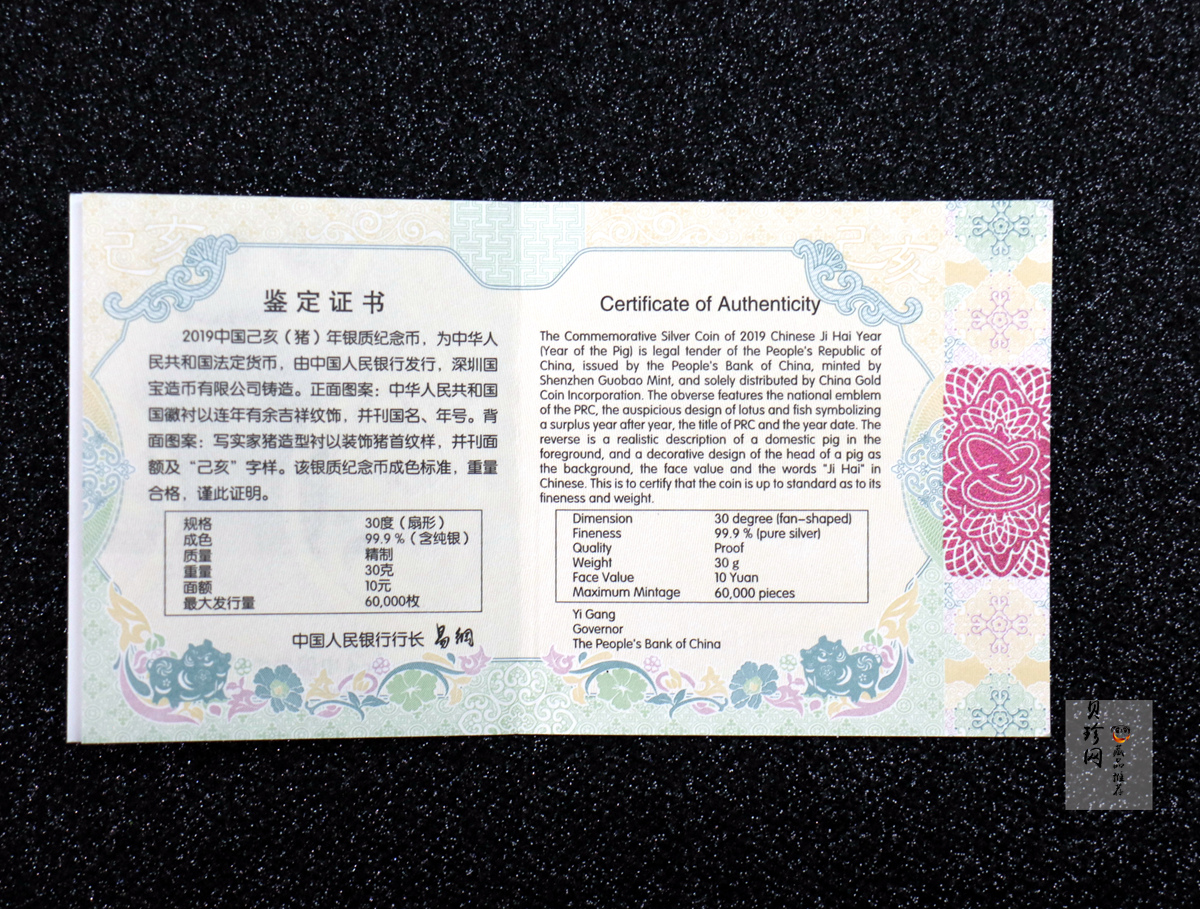 己亥
己亥
鉴定证书
2019中国己亥（猪）年银质纪念币，为中华人
民共和国法定货币，由中国人民银行发行，深圳国
宝造币有限公司铸造。正面图案：中华人民共和国
国徽衬以连年有余吉祥纹饰，并刊国名、年号。背
面图案：写实家猪造型衬以装饰猪首纹样，并刊面
额及“己亥”字样。该银质纪念币成色标准，重量
合格，谨此证明。
规格 30度（扇形）
成色 99.9％（含纯银）
质量 精制
重量 30克
面额 10元
最大发行量 60,000枚
中国人民银行行长 易纲
Certificate of Authenticity
The Commemorative Silver Coin of 2019 Chinese Ji Hai Year
(Year of the Pig) is legal tender of the People's Republic of
China, issued by the People's Bank of China, minted by
Shenzhen Guobao Mint, and solely distributed by China Gold
Coin Incorporation. The obverse features the national emblem
of the PRC, the auspicious design of lotus and fish symbolizing
a surplus year after year, the title of PRC and the year date. The
reverse is a realistic description of a domestic pig in the
foreground, and a decorative design of the head of a pig as
the background, the face value and the words "Ji Hai" in
Chinese. This is to certify that the coin is up to standard as to its
fineness and weight.
Dimension 30 degree (fan-shaped)
Fineness 99.9 % (pure silver)
Quality Proof
Weight 30 g
Face Value 10 Yuan
Maximum Mintage 60,000 pieces
Yi Gang
Governor
The People's Bank of China
贝珍网
藏品推荐